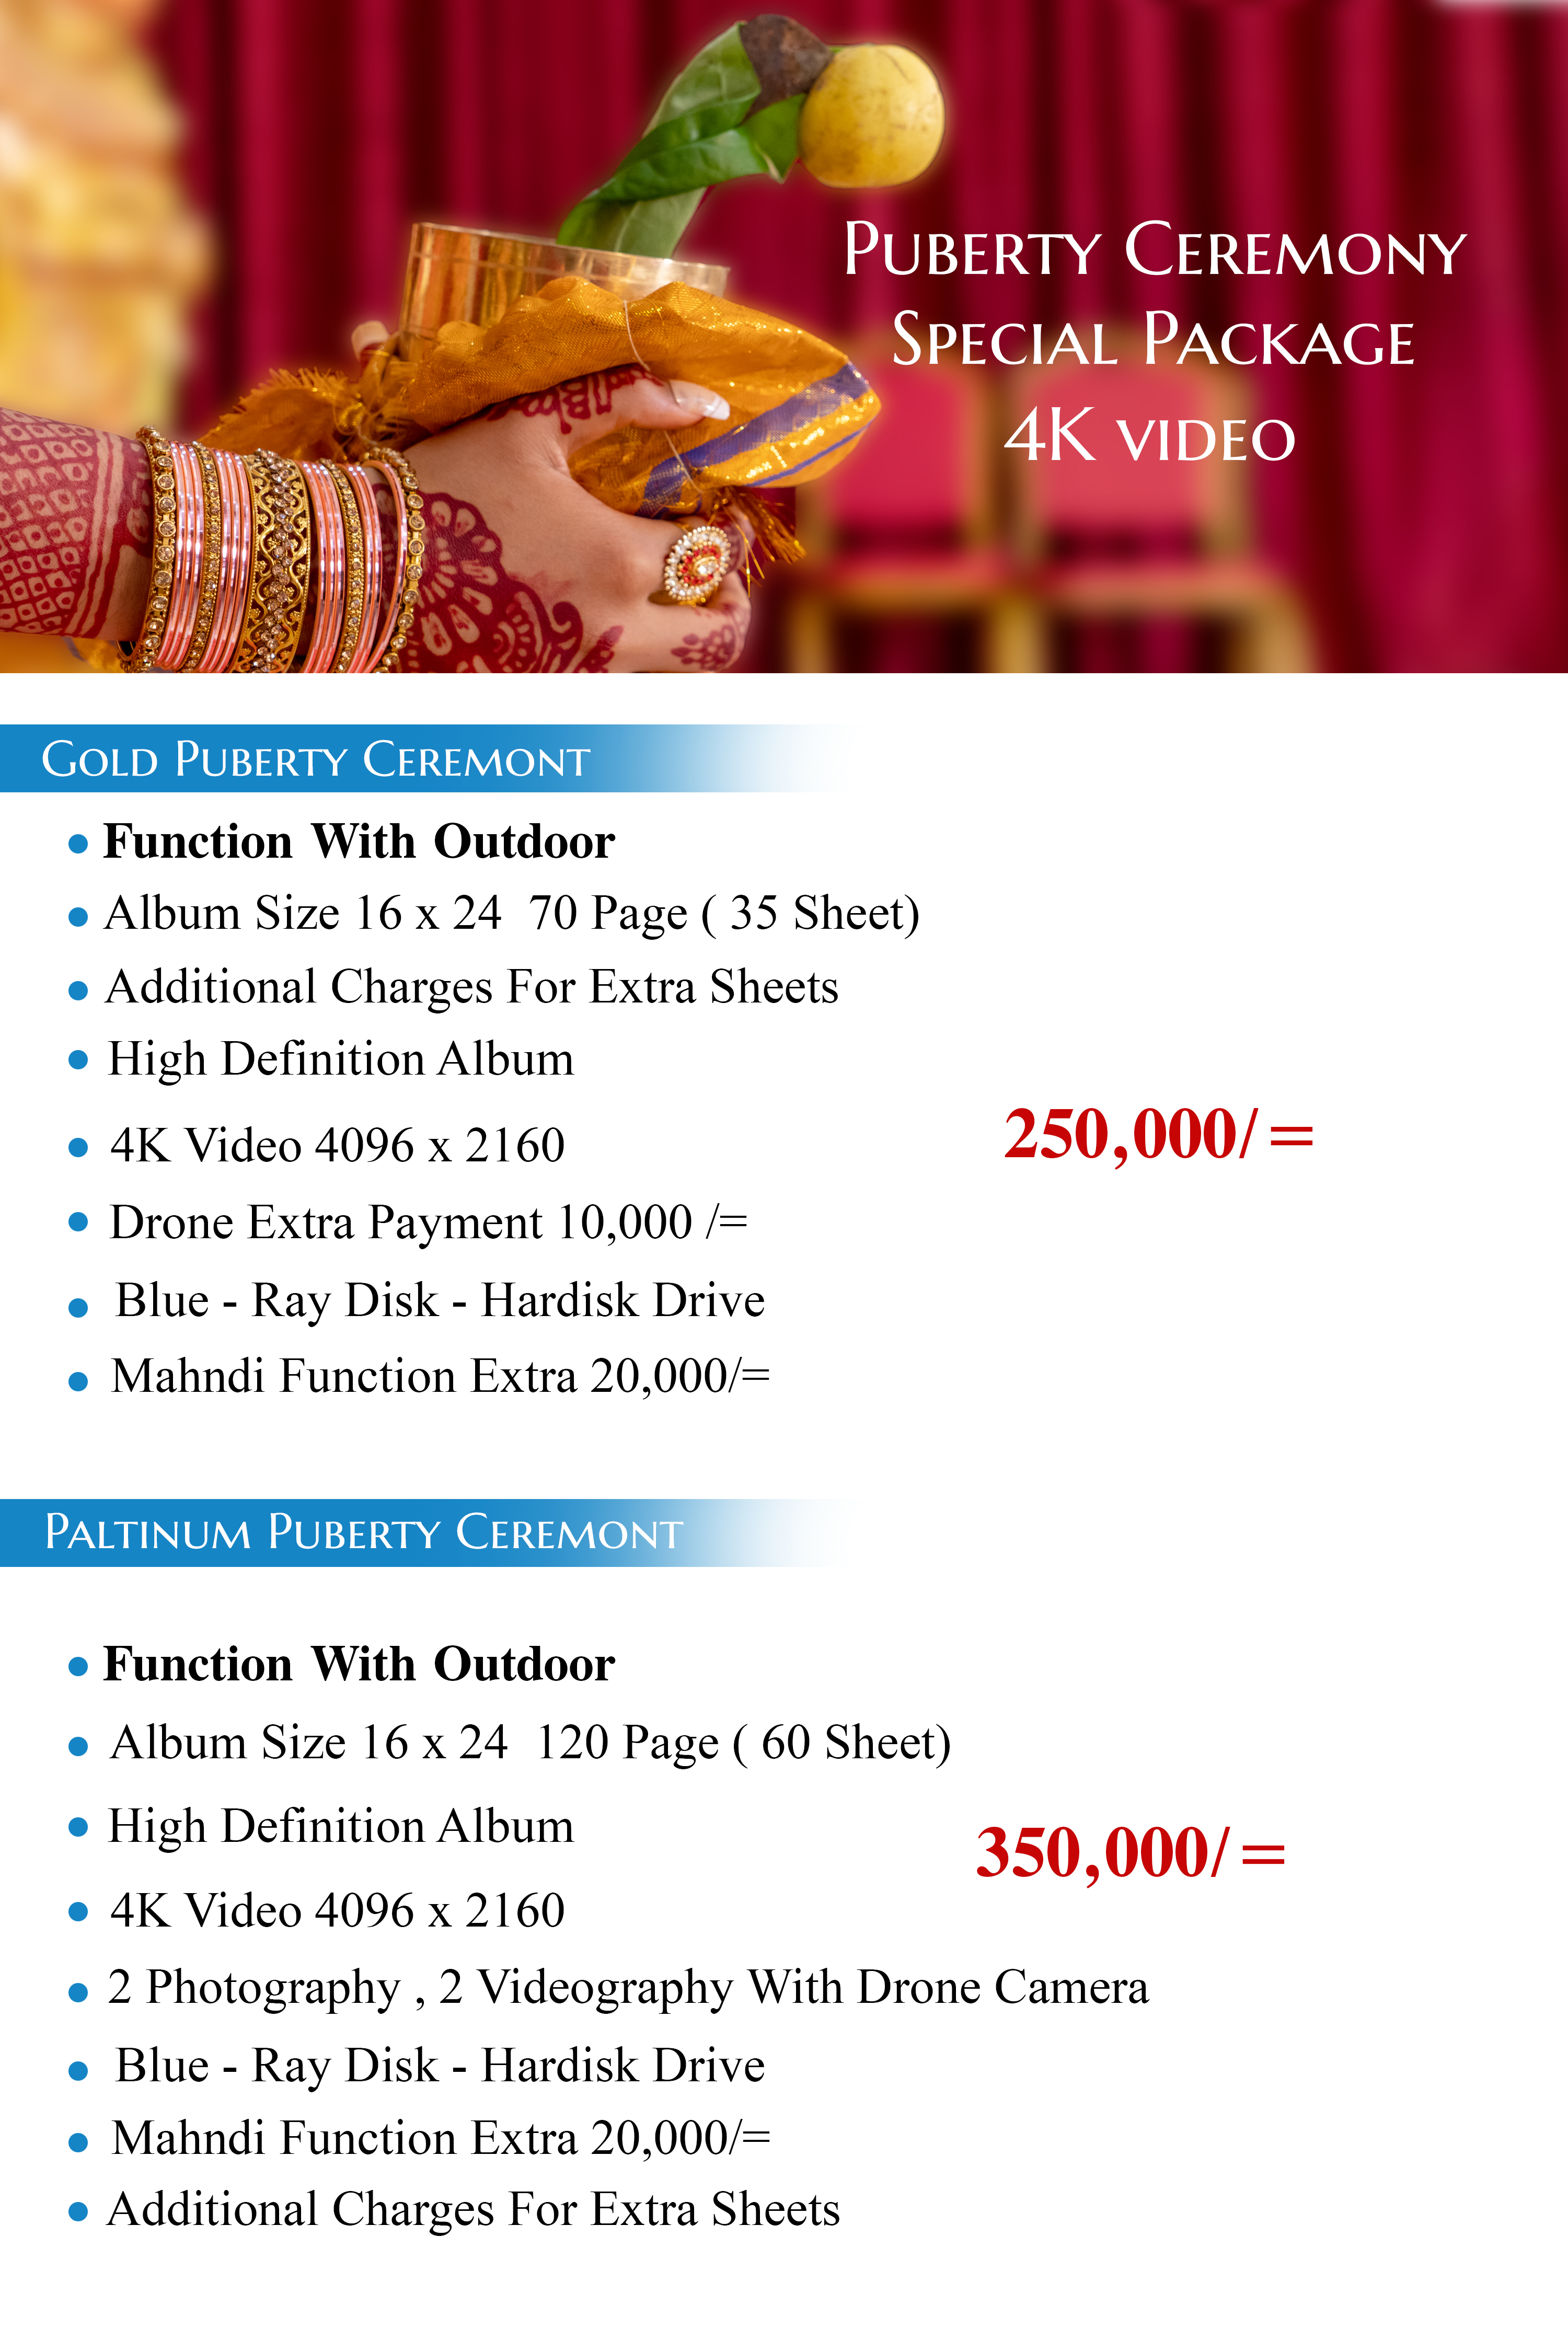 Puberty Ceremony
Special Package
4K video
Gold Puberty Ceremont
Function With Outdoor
Album Size 16 x 24 70 Page ( 35 Sheet)
Additional Charges For Extra Sheets
High Definition Album
4K Video 4096 x 2160
250,000/=
Drone Extra Payment 10,000 /=
Blue - Ray Disk - Hardisk Drive
Mahndi Function Extra 20,000/=
Paltinum Puberty Ceremont
Function With Outdoor
Album Size 16 x 24 120 Page ( 60 Sheet)
High Definition Album
350,000/=
4K Video 4096 x 2160
2 Photography , 2 Videography With Drone Camera
Blue - Ray Disk - Hardisk Drive
Mahndi Function Extra 20,000/=
Additional Charges For Extra Sheets